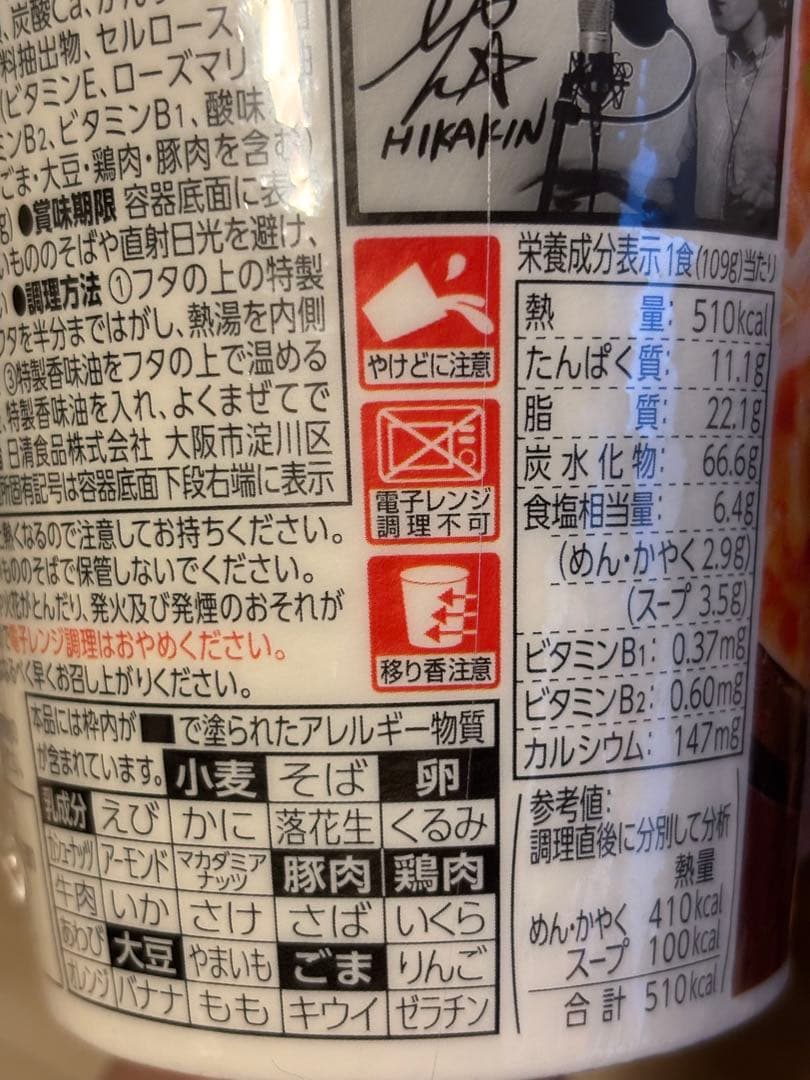 炭酸Ca、かん
料抽出物、セルロース、
(ビタミンE、ローズマリ
ンB2、ビタミンB1、酸味
ごま・大豆・鶏肉・豚肉を含む)
g) ●賞味期限 容器底面に表
いもののそばや直射日光を避け、
い ●調理方法 ①フタの上の特製
フタを半分まではがし、熱湯を内側
③特製香味油をフタの上で温める
特製香味油を入れ、よくまぜてで
日清食品株式会社 大阪市淀川区
所固有記号は容器底面下段右端に表示
熱くなるので注意してお持ちください。
もののそばで保管しないでください。
火花がとんだり、発火及び発煙のおそれが
で電子レンジ調理はおやめください。
べく早くお召し上がりください。
HIKAKIN
やけどに注意
電子レンジ
調理不可
移り香注意
栄養成分表示 1食(109g)当たり
熱量: 510kcal
たんぱく質: 11.1g
脂質: 22.1g
炭水化物: 66.6g
食塩相当量: 6.4g
(めん・かやく 2.9g)
(スープ 3.5g)
ビタミンB1: 0.37mg
ビタミンB2: 0.60mg
カルシウム: 147mg
参考値:
調理直後に分別して分析
熱量
めん・かやく 410kcal
スープ 100kcal
合計 510kcal
本品には枠内が■で塗られたアレルギー物質
が含まれています。 小麦 そば 卵
乳成分 えび かに 落花生 くるみ
カシューナッツ アーモンド マカダミアナッツ 豚肉 鶏肉
牛肉 いか さけ さば いくら
あわび 大豆 やまいも ごま りんご
オレンジ バナナ もも キウイ ゼラチン